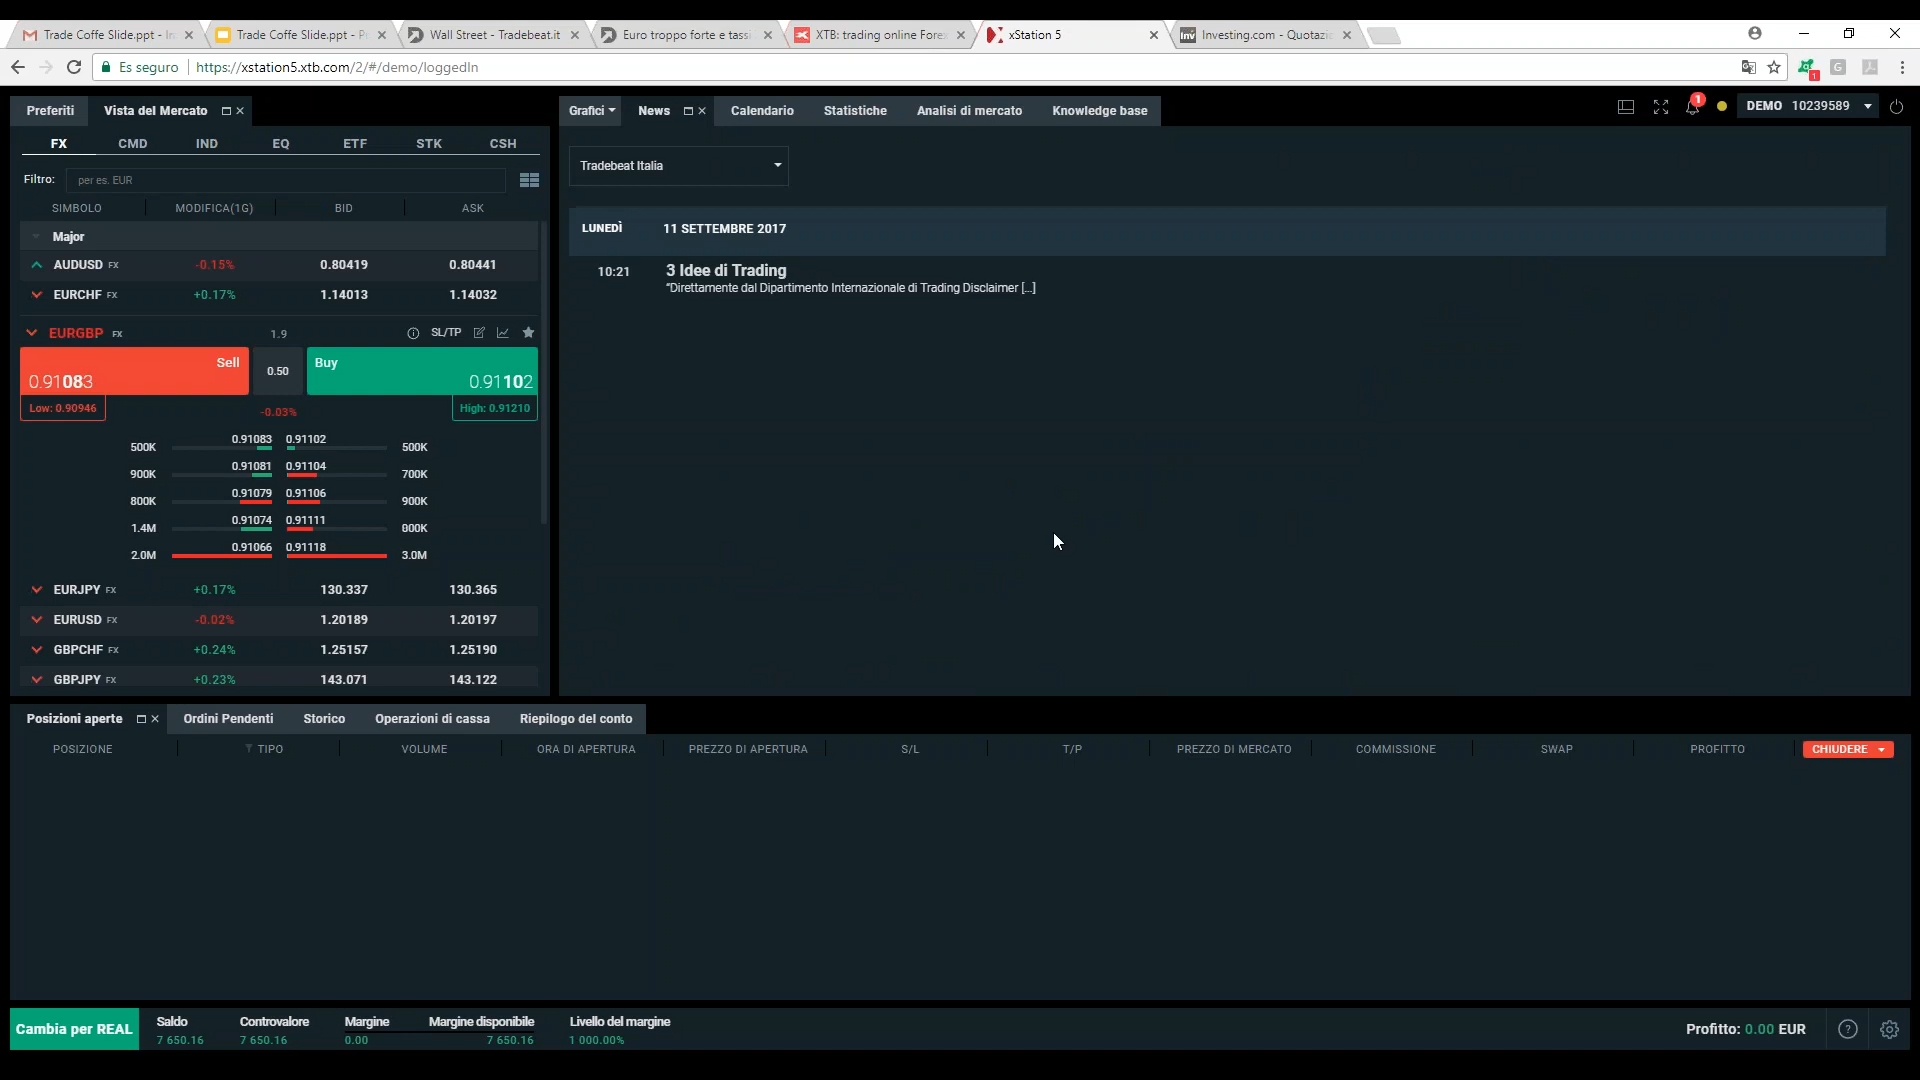 Trade Coffe Slide.ppt - 
Trade Coffe Slide.ppt - P
Wall Street - Tradebeat.it
Euro troppo forte e tassi
XTB: trading online Forex
xStation 5
Inv
Investing.com - Quotazio
Es seguro
https://xstation5.xtb.com/2/#/demo/loggedIn
1
G
Preferiti
Vista del Mercato
Grafici
News
Calendario
Statistiche
Analisi di mercato
Knowledge base
1
DEMO 10239589
FX
CMD
IND
EQ
ETF
STK
CSH
Filtro:
per es. EUR
SIMBOLO
MODIFICA(1G)
BID
ASK
Major
AUDUSD FX -0.15% 0.80419 0.80441
EURCHF FX +0.17% 1.14013 1.14032
EURGBP FX 1.9 SL/TP
Sell
0.91083
0.50
Buy
0.91102
Low: 0.90946
-0.03%
High: 0.91210
500K 0.91083 0.91102 500K
900K 0.91081 0.91104 700K
800K 0.91079 0.91106 900K
1.4M 0.91074 0.91111 800K
2.0M 0.91066 0.91118 3.0M
EURJPY FX +0.17% 130.337 130.365
EURUSD FX -0.02% 1.20189 1.20197
GBPCHF FX +0.24% 1.25157 1.25190
GBPJPY FX +0.23% 143.071 143.122
Tradebeat Italia
LUNEDÌ 11 SETTEMBRE 2017
10:21 3 Idee di Trading
"Direttamente dal Dipartimento Internazionale di Trading Disclaimer [...]
Posizioni aperte
Ordini Pendenti
Storico
Operazioni di cassa
Riepilogo del conto
POSIZIONE
TIPO
VOLUME
ORA DI APERTURA
PREZZO DI APERTURA
S/L
T/P
PREZZO DI MERCATO
COMMISSIONE
SWAP
PROFITTO
CHIUDERE
Cambia per REAL
Saldo
7 650.16
Controvalore
7 650.16
Margine
0.00
Margine disponibile
7 650.16
Livello del margine
1 000.00%
Profitto: 0.00 EUR
?